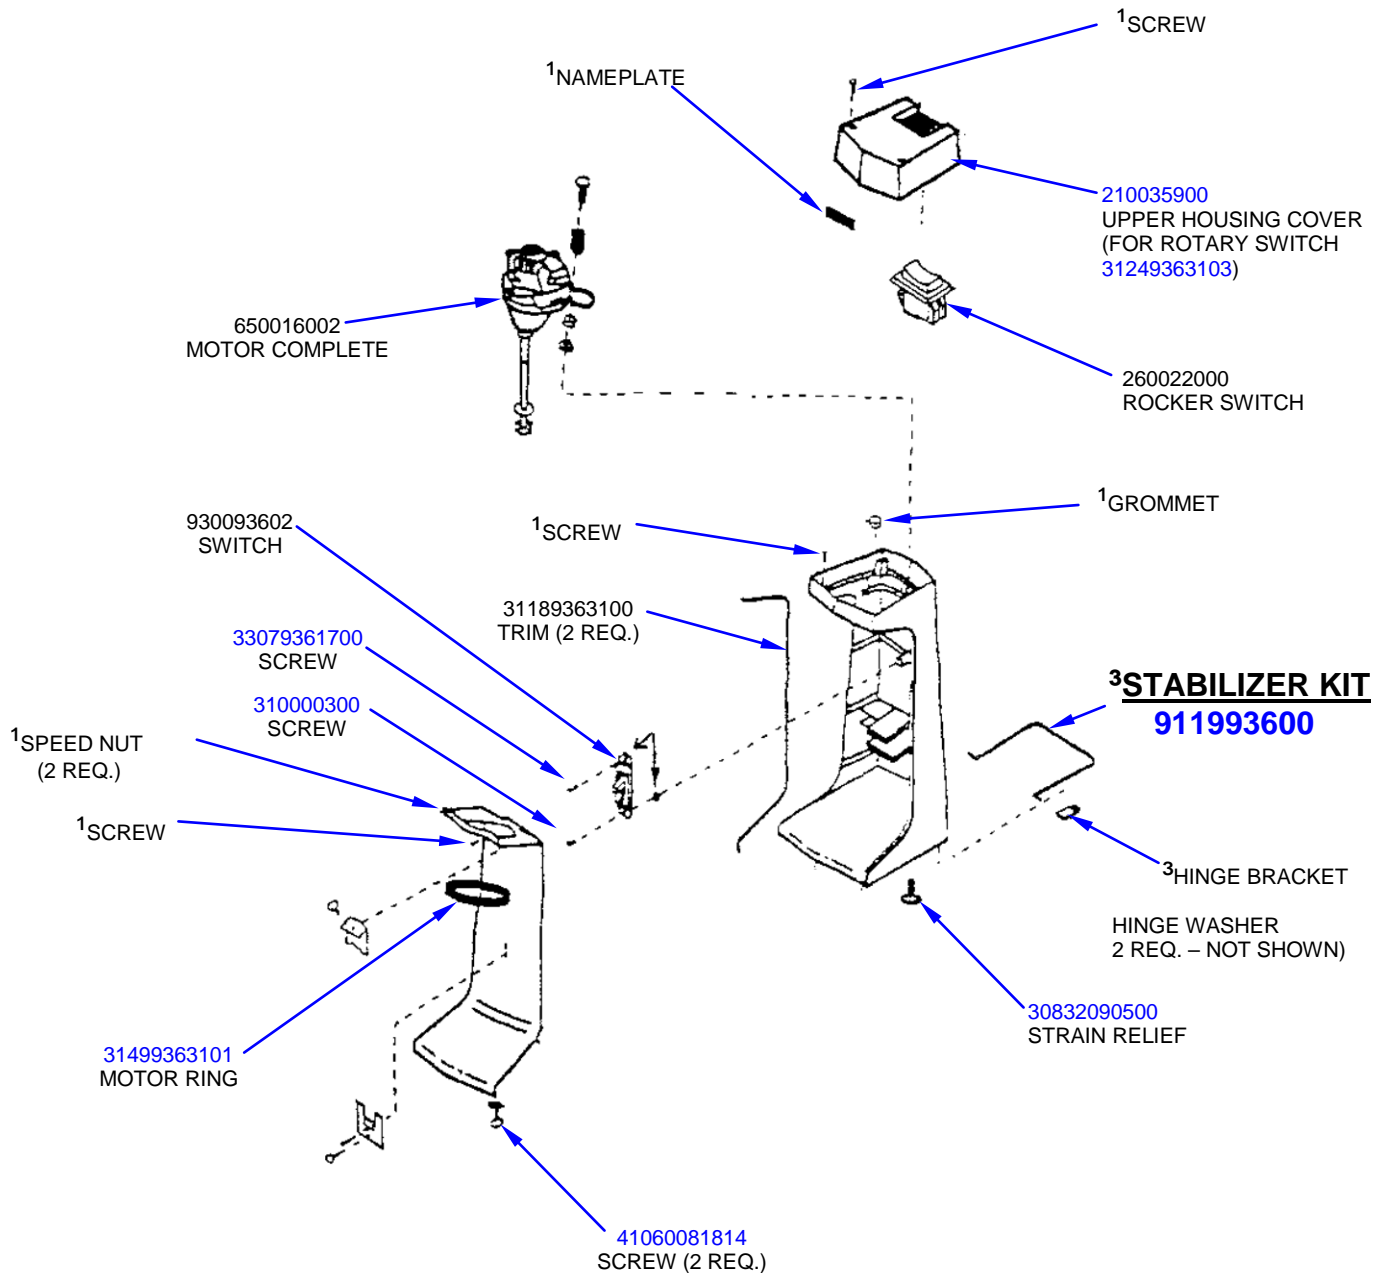 ¹SCREW
¹NAMEPLATE
210035900
UPPER HOUSING COVER
(FOR ROTARY SWITCH
31249363103)
650016002
MOTOR COMPLETE
260022000
ROCKER SWITCH
¹GROMMET
930093602
SWITCH
¹SCREW
31189363100
TRIM (2 REQ.)
33079361700
SCREW
310000300
SCREW
³STABILIZER KIT
911993600
¹SPEED NUT
(2 REQ.)
¹SCREW
³HINGE BRACKET
HINGE WASHER
2 REQ. – NOT SHOWN)
30832090500
STRAIN RELIEF
31499363101
MOTOR RING
41060081814
SCREW (2 REQ.)